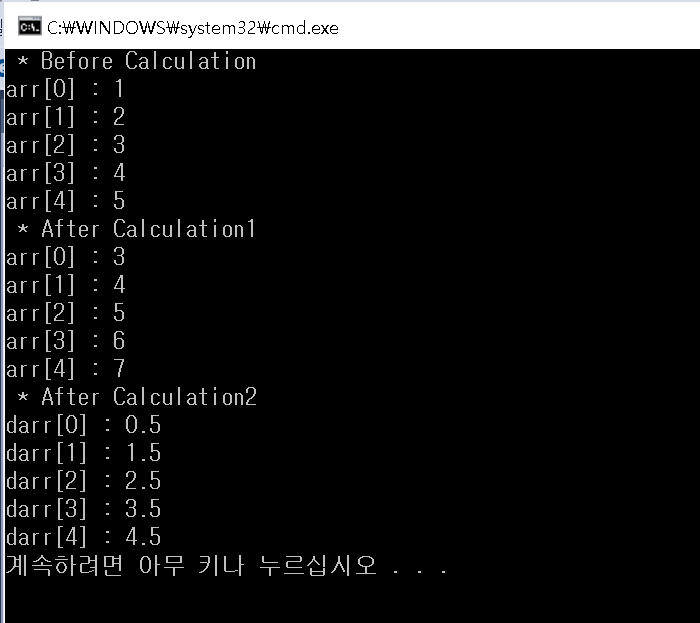 C:\WINDOWS\system32\cmd.exe
* Before Calculation
arr[0] : 1
arr[1] : 2
arr[2] : 3
arr[3] : 4
arr[4] : 5
* After Calculation1
arr[0] : 3
arr[1] : 4
arr[2] : 5
arr[3] : 6
arr[4] : 7
* After Calculation2
darr[0] : 0.5
darr[1] : 1.5
darr[2] : 2.5
darr[3] : 3.5
darr[4] : 4.5
계속하려면 아무 키나 누르십시오 . . .